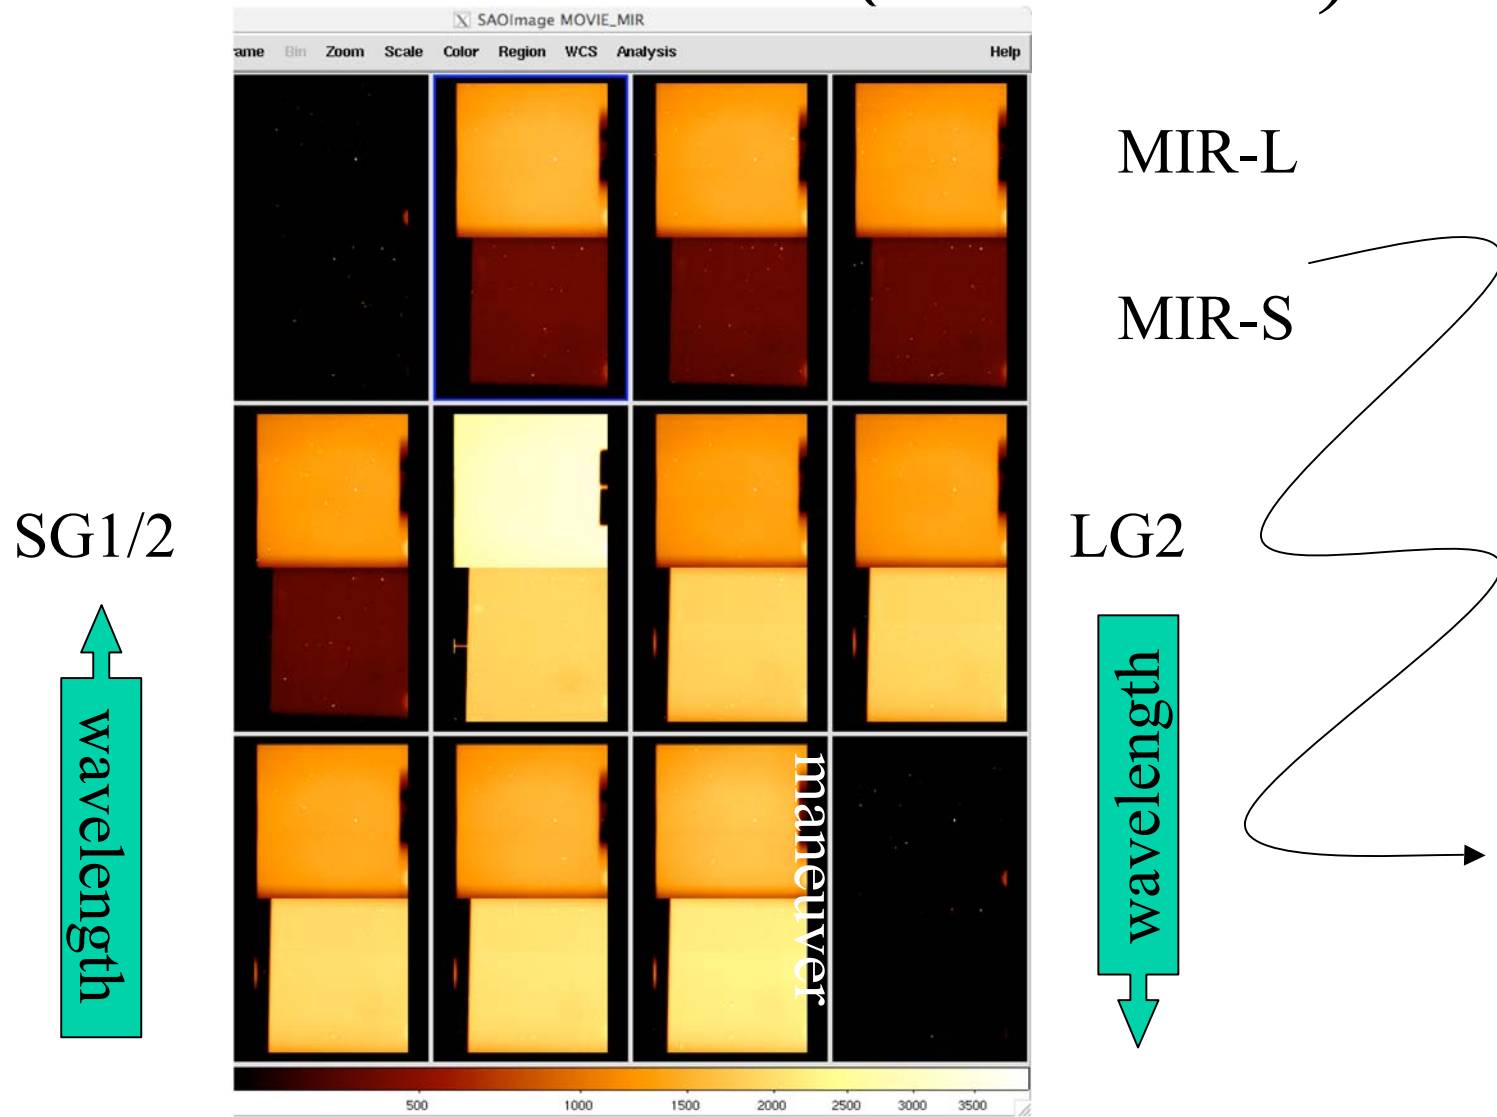 SAOImage MOVIE_MIR
ame Bin Zoom Scale Color Region WCS Analysis Help
MIR-L
MIR-S
SG1/2
LG2
wavelength
wavelength
maneuver
500 1000 1500 2000 2500 3000 3500